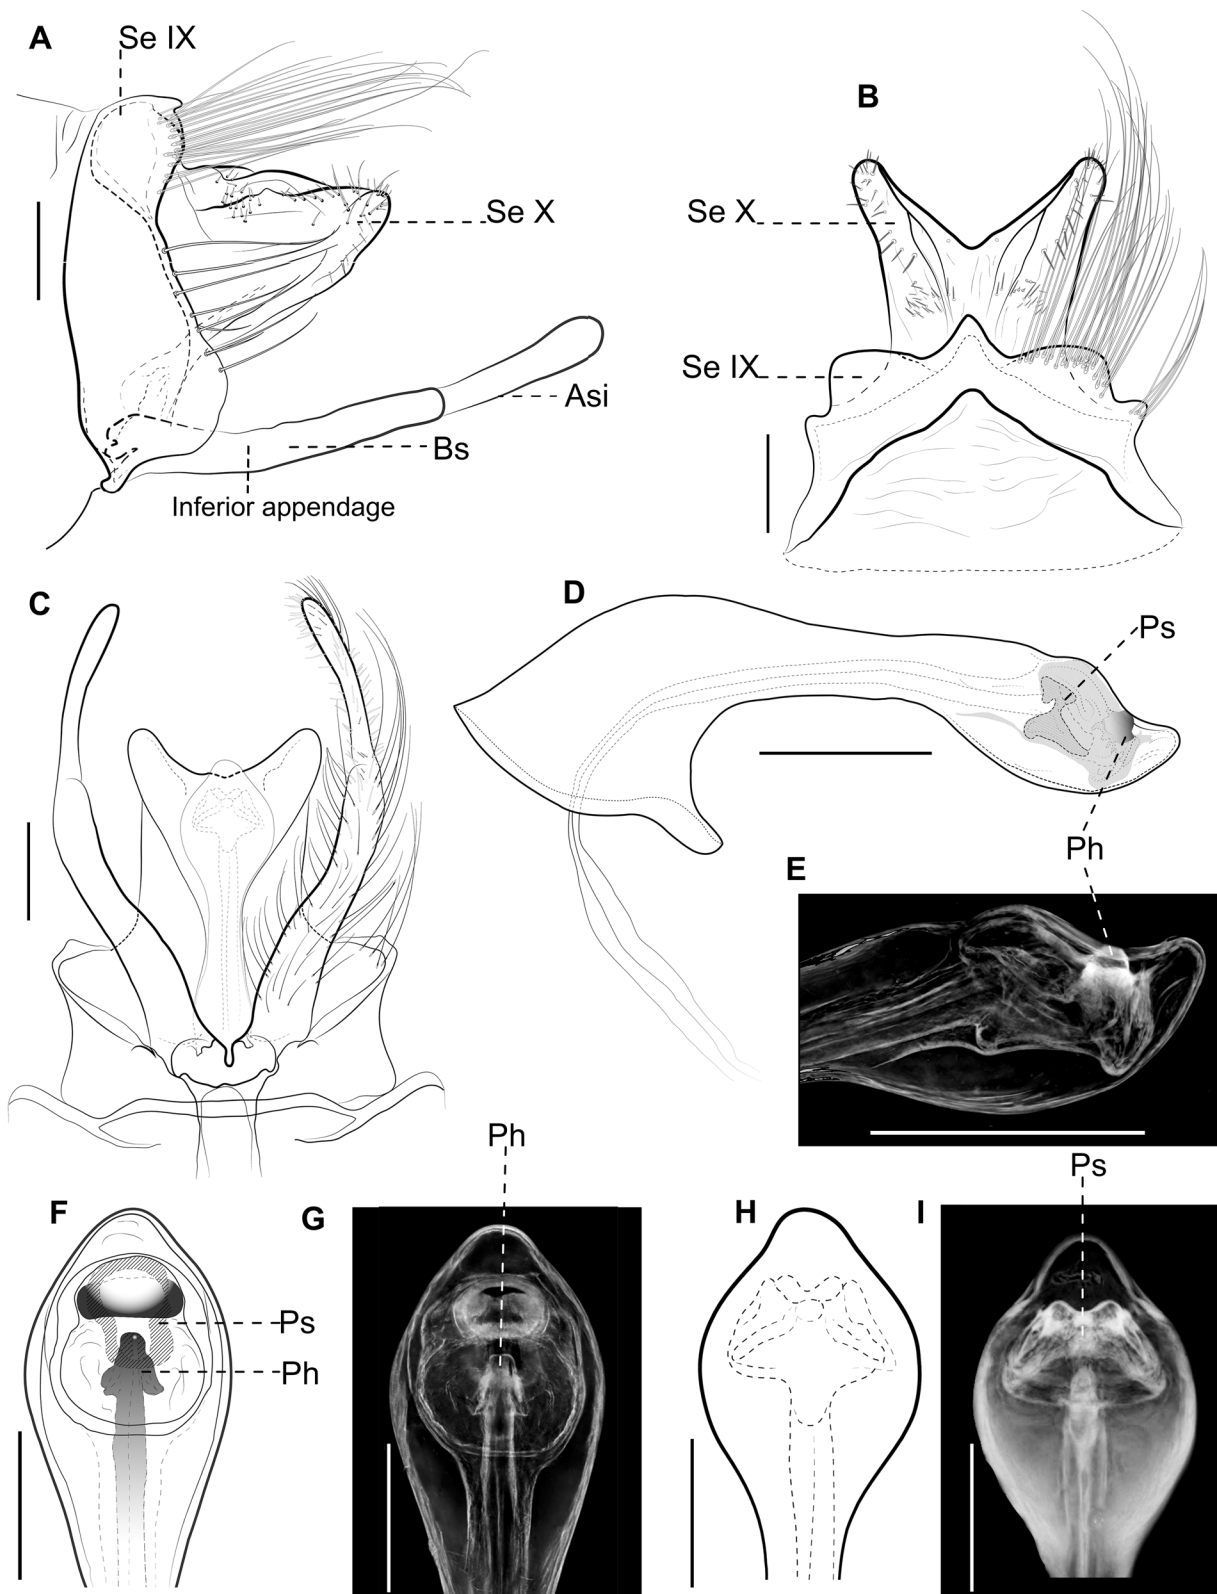 A
Se IX
B
Se X
Se X
Se IX
Asi
Bs
Inferior appendage
C
D
Ps
Ph
E
Ph
Ps
F
G
H
I
Ps
Ph